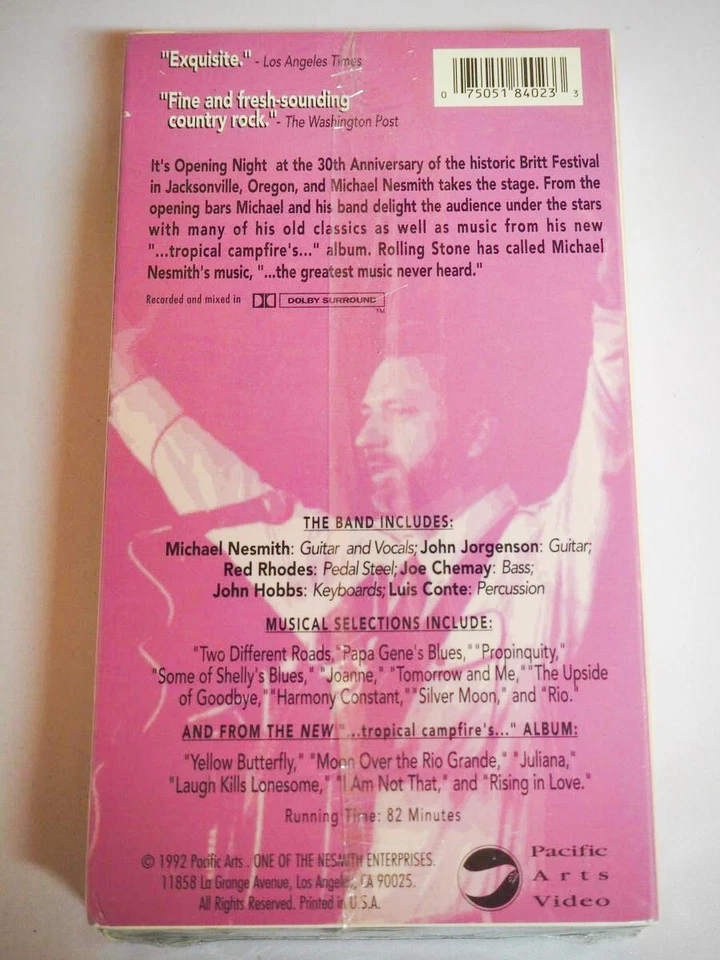 "Exquisite." - Los Angeles Times
0 75051 84023 3
"Fine and fresh-sounding
country rock." - The Washington Post
It's Opening Night at the 30th Anniversary of the historic Britt Festival
in Jacksonville, Oregon, and Michael Nesmith takes the stage. From the
opening bars Michael and his band delight the audience under the stars
with many of his old classics as well as music from his new
"...tropical campfire's..." album. Rolling Stone has called Michael
Nesmith's music, "...the greatest music never heard."
Recorded and mixed in DOLBY SURROUND
TM
THE BAND INCLUDES:
Michael Nesmith: Guitar and Vocals; John Jorgenson: Guitar;
Red Rhodes: Pedal Steel; Joe Chemay: Bass;
John Hobbs: Keyboards; Luis Conte: Percussion
MUSICAL SELECTIONS INCLUDE:
"Two Different Roads," "Papa Gene's Blues," "Propinquity,"
"Some of Shelly's Blues," "Joanne," "Tomorrow and Me," "The Upside
of Goodbye," "Harmony Constant," "Silver Moon," and "Rio."
AND FROM THE NEW "...tropical campfire's..." ALBUM:
"Yellow Butterfly," "Moon Over the Rio Grande," "Juliana,"
"Laugh Kills Lonesome," "I Am Not That," and "Rising in Love."
Running Time: 82 Minutes
© 1992 Pacific Arts . ONE OF THE NESMITH ENTERPRISES.
11858 La Grange Avenue, Los Angeles, CA 90025.
All Rights Reserved. Printed in U.S.A.
Pacific
Arts
Video